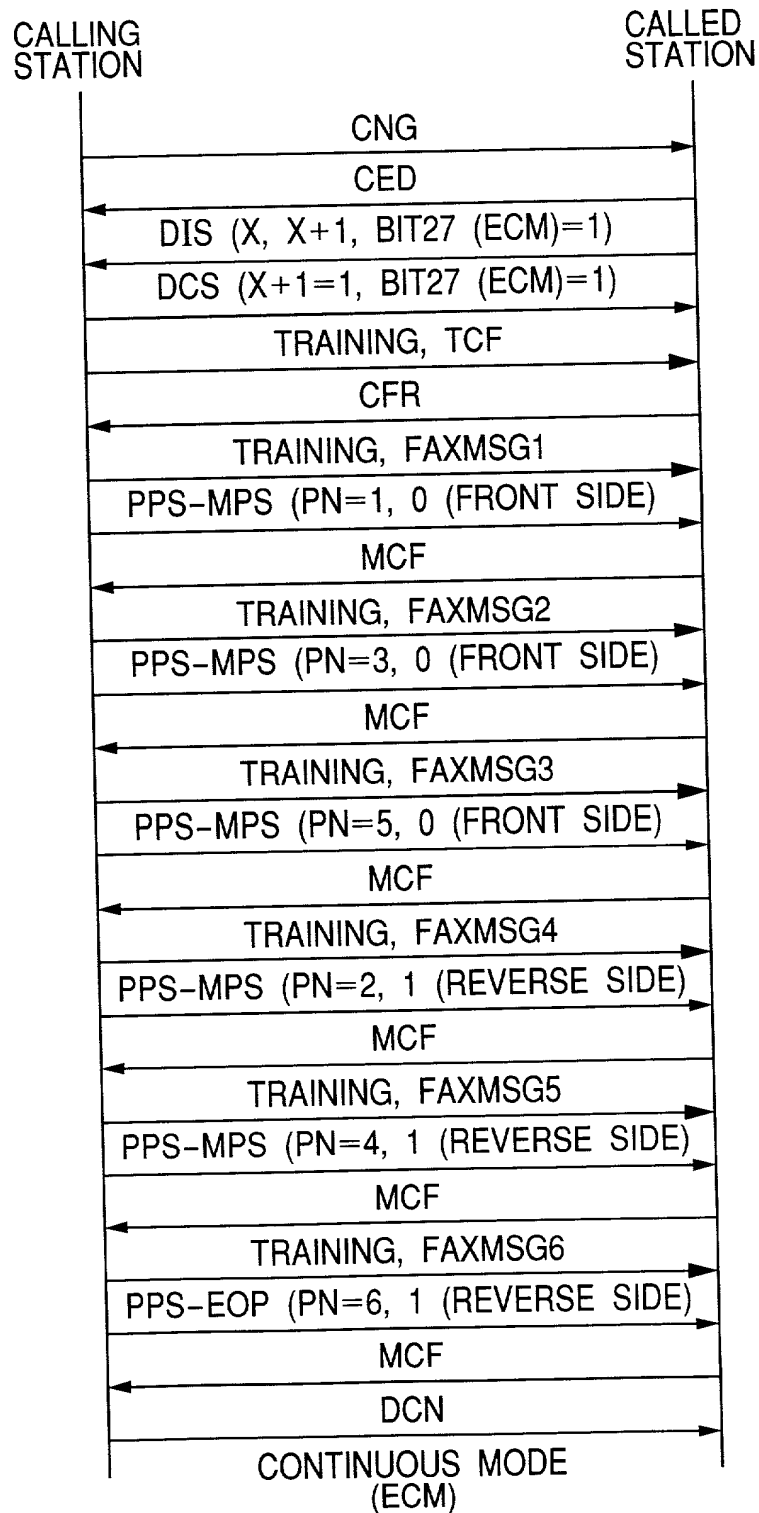 CALLING
STATION
CALLED
STATION
CNG
CED
DIS (X, X+1, BIT27 (ECM)=1)
DCS (X+1=1, BIT27 (ECM)=1)
TRAINING, TCF
CFR
TRAINING, FAXMSG1
PPS-MPS (PN=1, 0 (FRONT SIDE)
MCF
TRAINING, FAXMSG2
PPS-MPS (PN=3, 0 (FRONT SIDE)
MCF
TRAINING, FAXMSG3
PPS-MPS (PN=5, 0 (FRONT SIDE)
MCF
TRAINING, FAXMSG4
PPS-MPS (PN=2, 1 (REVERSE SIDE)
MCF
TRAINING, FAXMSG5
PPS-MPS (PN=4, 1 (REVERSE SIDE)
MCF
TRAINING, FAXMSG6
PPS-EOP (PN=6, 1 (REVERSE SIDE)
MCF
DCN
CONTINUOUS MODE
(ECM)